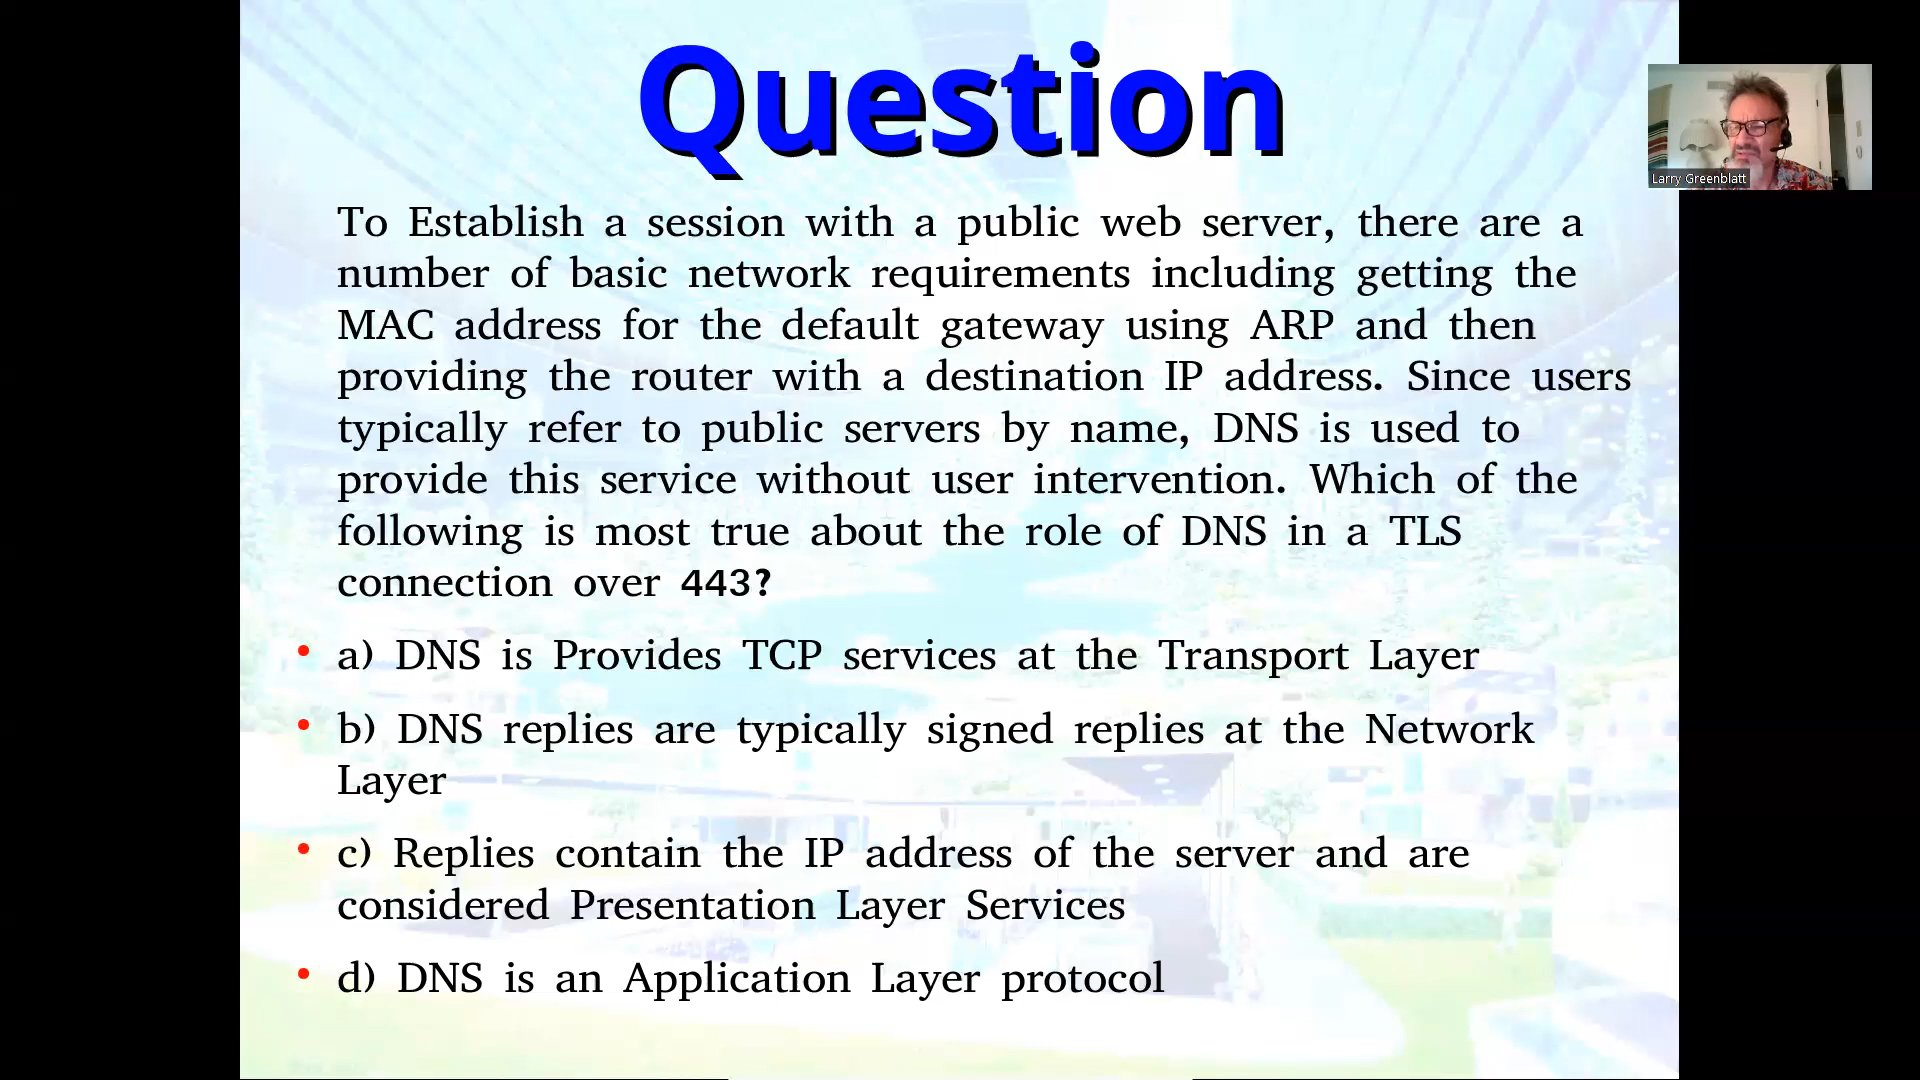 Question
Larry Greenblatt
To Establish a session with a public web server, there are a
number of basic network requirements including getting the
MAC address for the default gateway using ARP and then
providing the router with a destination IP address. Since users
typically refer to public servers by name, DNS is used to
provide this service without user intervention. Which of the
following is most true about the role of DNS in a TLS
connection over 443?
• a) DNS is Provides TCP services at the Transport Layer
• b) DNS replies are typically signed replies at the Network
Layer
• c) Replies contain the IP address of the server and are
considered Presentation Layer Services
• d) DNS is an Application Layer protocol